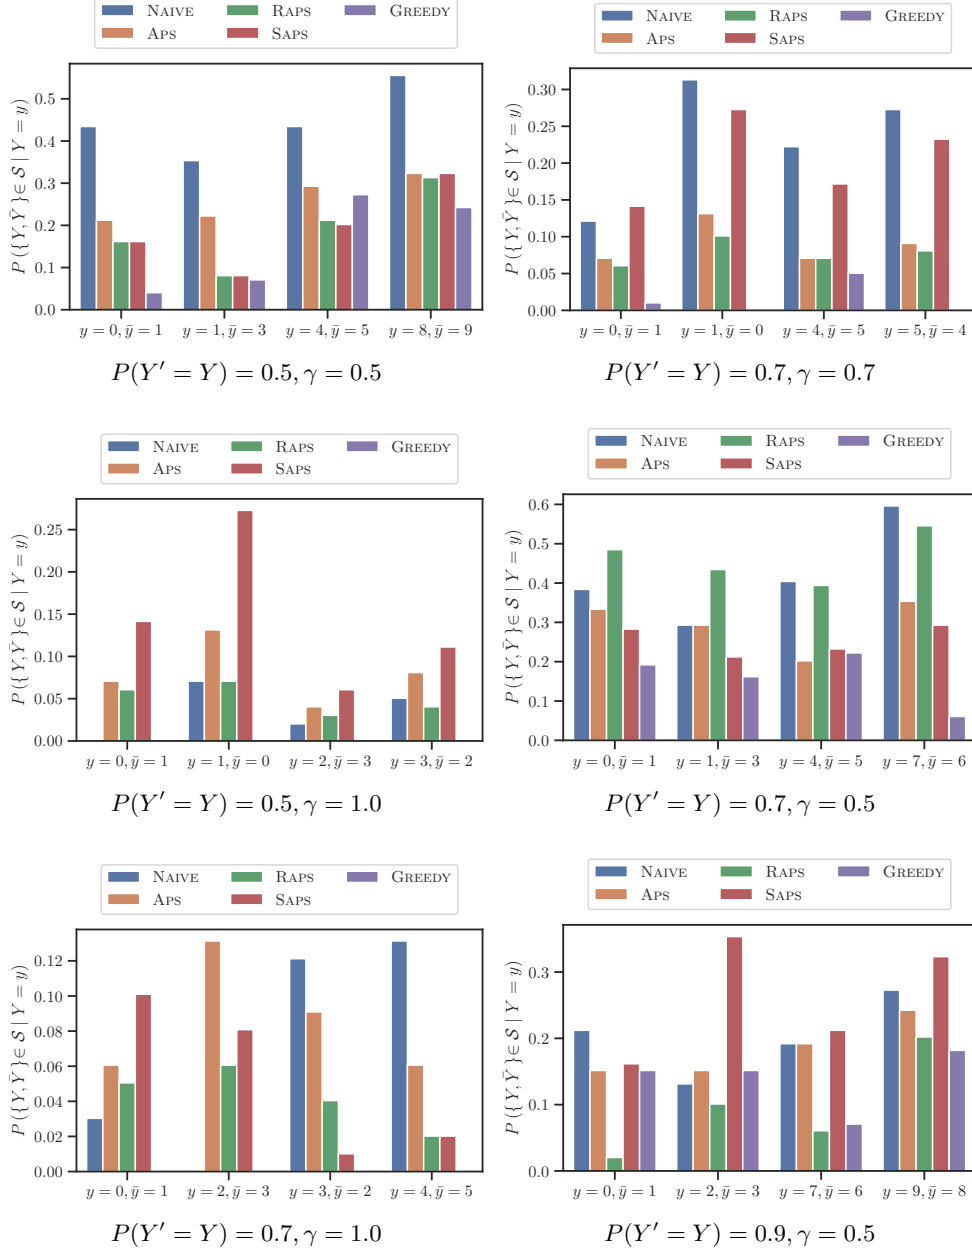 NAIVE RAPS GREEDY
APS SAPS
P({Y, Ȳ} ∈ 𝒮 | Y = y)
0.5
0.4
0.3
0.2
0.1
0.0
y = 0, ȳ = 1 y = 1, ȳ = 3 y = 4, ȳ = 5 y = 8, ȳ = 9
P(Y′ = Y) = 0.5, γ = 0.5
NAIVE RAPS GREEDY
APS SAPS
P({Y, Ȳ} ∈ 𝒮 | Y = y)
0.30
0.25
0.20
0.15
0.10
0.05
0.00
y = 0, ȳ = 1 y = 1, ȳ = 0 y = 4, ȳ = 5 y = 5, ȳ = 4
P(Y′ = Y) = 0.7, γ = 0.7
NAIVE RAPS GREEDY
APS SAPS
P({Y, Ȳ} ∈ 𝒮 | Y = y)
0.25
0.20
0.15
0.10
0.05
0.00
y = 0, ȳ = 1 y = 1, ȳ = 0 y = 2, ȳ = 3 y = 3, ȳ = 2
P(Y′ = Y) = 0.5, γ = 1.0
NAIVE RAPS GREEDY
APS SAPS
P({Y, Ȳ} ∈ 𝒮 | Y = y)
0.6
0.5
0.4
0.3
0.2
0.1
0.0
y = 0, ȳ = 1 y = 1, ȳ = 3 y = 4, ȳ = 5 y = 7, ȳ = 6
P(Y′ = Y) = 0.7, γ = 0.5
NAIVE RAPS GREEDY
APS SAPS
P({Y, Ȳ} ∈ 𝒮 | Y = y)
0.12
0.10
0.08
0.06
0.04
0.02
0.00
y = 0, ȳ = 1 y = 2, ȳ = 3 y = 3, ȳ = 2 y = 4, ȳ = 5
P(Y′ = Y) = 0.7, γ = 1.0
NAIVE RAPS GREEDY
APS SAPS
P({Y, Ȳ} ∈ 𝒮 | Y = y)
0.3
0.2
0.1
0.0
y = 0, ȳ = 1 y = 2, ȳ = 3 y = 7, ȳ = 6 y = 9, ȳ = 8
P(Y′ = Y) = 0.9, γ = 0.5